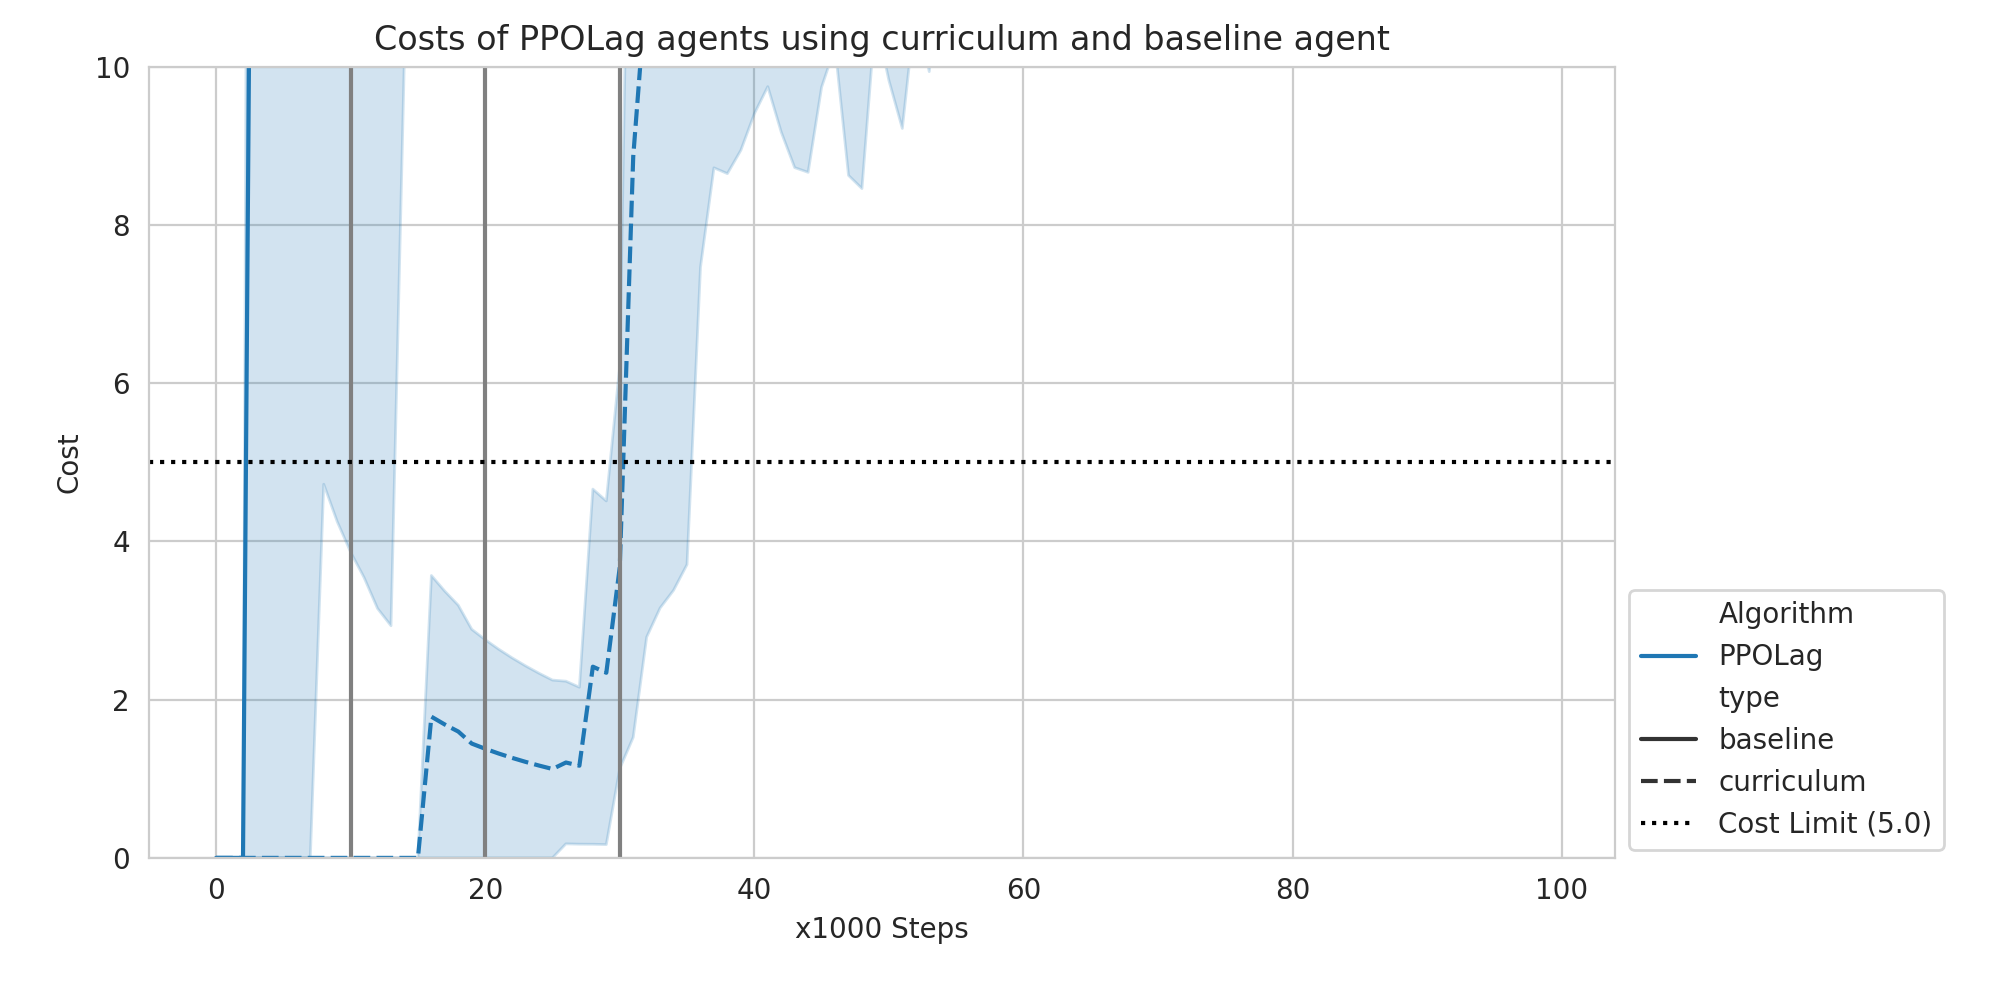 Costs of PPOLag agents using curriculum and baseline agent
10
8
6
4
2
0
Cost
0 20 40 60 80 100
x1000 Steps
Algorithm
PPOLag
type
baseline
curriculum
Cost Limit (5.0)